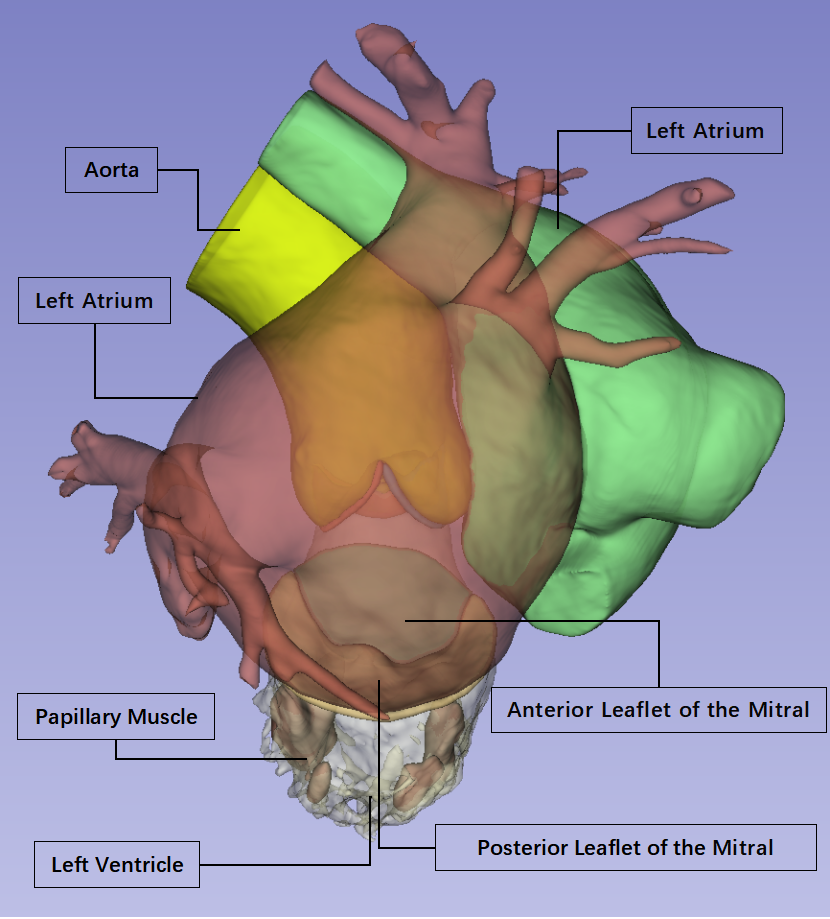 Left Atrium
Aorta
Left Atrium
Papillary Muscle
Anterior Leaflet of the Mitral
Posterior Leaflet of the Mitral
Left Ventricle